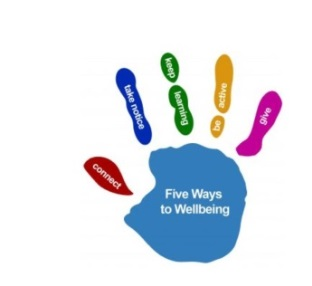 connect
take notice
keep
learning
be
active
give
Five Ways
to Wellbeing